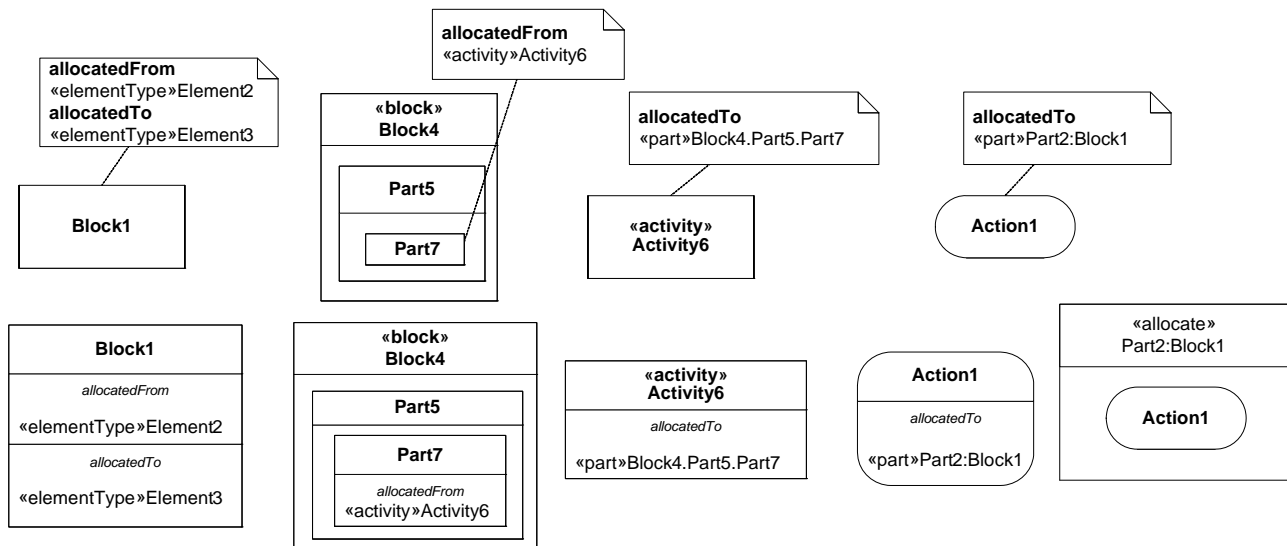 allocatedFrom
«elementType»Element2
allocatedTo
«elementType»Element3
Block1
allocatedFrom
«activity»Activity6
«block»
Block4
Part5
Part7
allocatedTo
«part»Block4.Part5.Part7
«activity»
Activity6
allocatedTo
«part»Part2:Block1
Action1
Block1
allocatedFrom
«elementType»Element2
allocatedTo
«elementType»Element3
«block»
Block4
Part5
Part7
allocatedFrom
«activity»Activity6
«activity»
Activity6
allocatedTo
«part»Block4.Part5.Part7
Action1
allocatedTo
«part»Part2:Block1
«allocate»
Part2:Block1
Action1